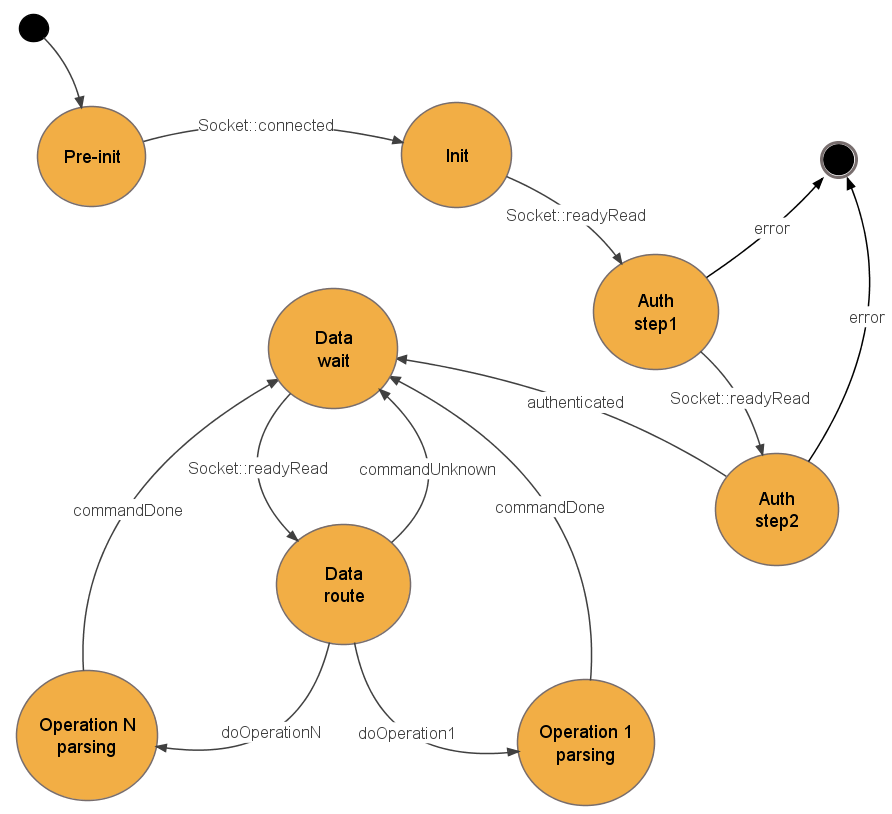 Socket::connected
Pre-init
Init
Socket::readyRead
error
Auth
step1
error
Data
wait
Socket::readyRead
authenticated
Socket::readyRead
commandUnknown
Auth
step2
commandDone
commandDone
Data
route
Operation N
parsing
doOperationN
doOperation1
Operation 1
parsing